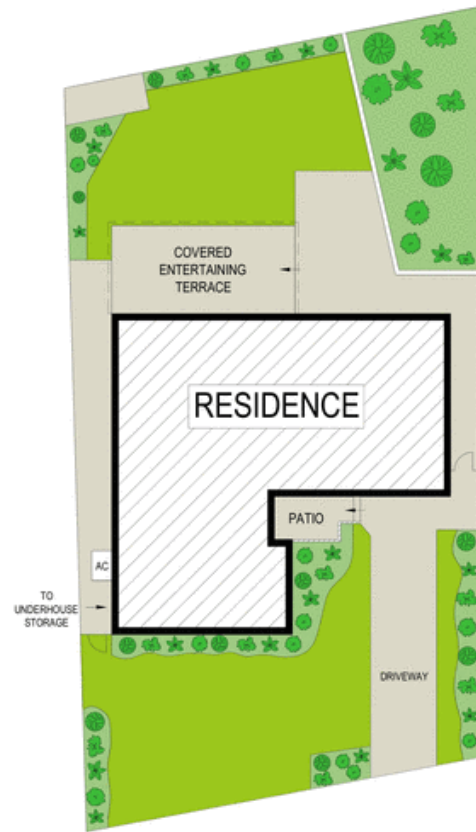 COVERED
ENTERTAINING
TERRACE
RESIDENCE
PATIO
AC
TO
UNDERHOUSE
STORAGE
DRIVEWAY